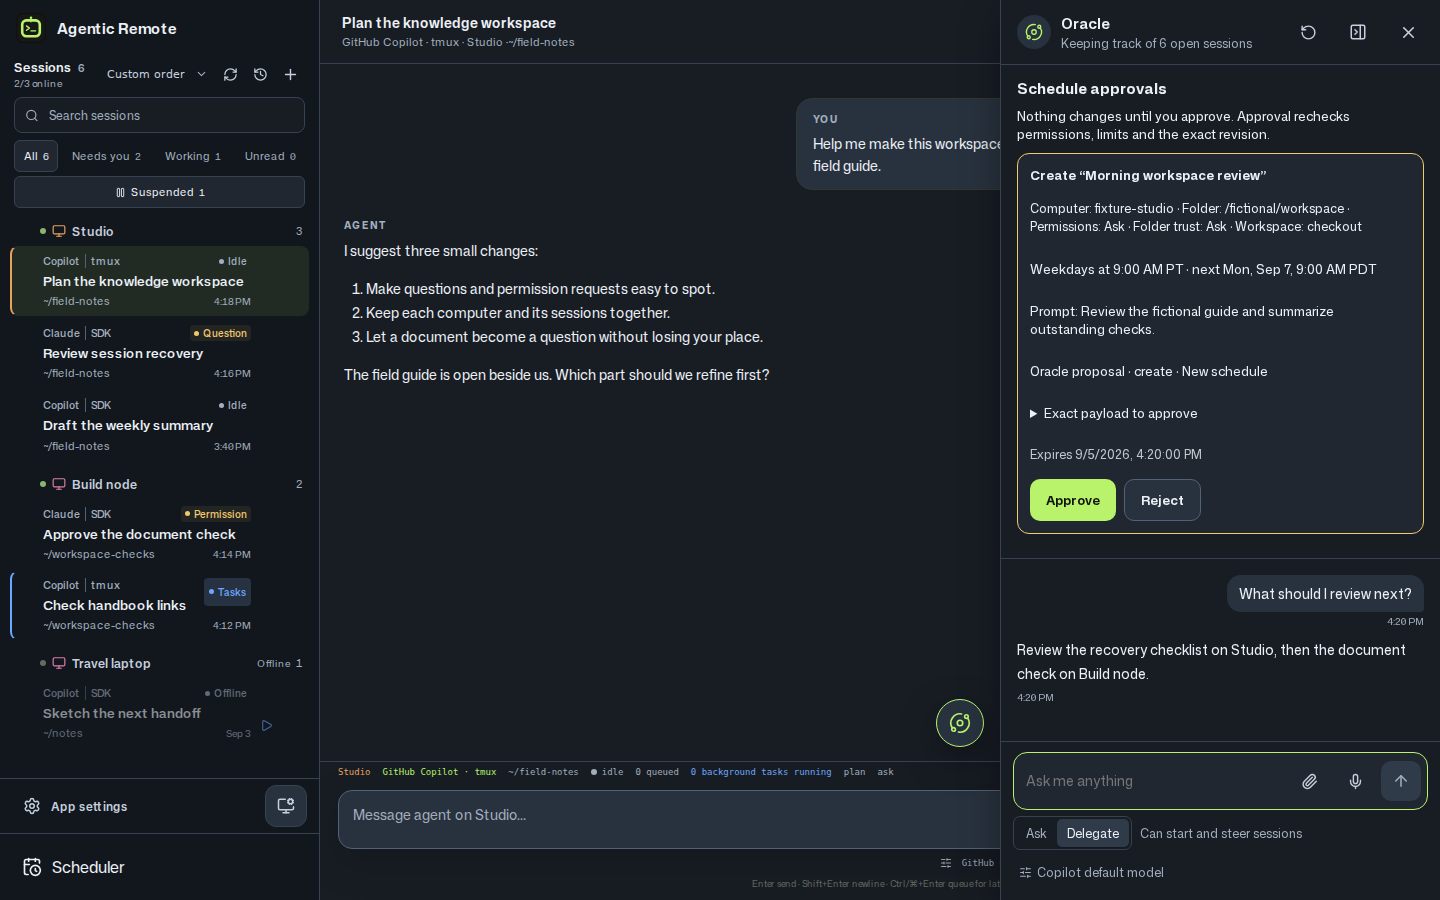 Agentic Remote
Sessions 6
2/3 online
Custom order
Search sessions
All 6
Needs you 2
Working 1
Unread 0
Suspended 1
Studio 3
Copilot | tmux
Idle
Plan the knowledge workspace
~/field-notes
4:18 PM
Claude | SDK
Question
Review session recovery
~/field-notes
4:16 PM
Copilot | SDK
Idle
Draft the weekly summary
~/field-notes
3:40 PM
Build node 2
Claude | SDK
Permission
Approve the document check
~/workspace-checks
4:14 PM
Copilot | tmux
Tasks
Check handbook links
~/workspace-checks
4:12 PM
Travel laptop
Offline 1
Copilot | SDK
Offline
Sketch the next handoff
~/notes
Sep 3
App settings
Scheduler
Plan the knowledge workspace
GitHub Copilot · tmux · Studio · ~/field-notes
YOU
Help me make this workspace
field guide.
AGENT
I suggest three small changes:
1. Make questions and permission requests easy to spot.
2. Keep each computer and its sessions together.
3. Let a document become a question without losing your place.
The field guide is open beside us. Which part should we refine first?
Studio GitHub Copilot · tmux ~/field-notes idle 0 queued 0 background tasks running plan ask
Message agent on Studio...
GitHub
Enter send · Shift+Enter newline · Ctrl/⌘+Enter queue for lat
Oracle
Keeping track of 6 open sessions
Schedule approvals
Nothing changes until you approve. Approval rechecks
permissions, limits and the exact revision.
Create “Morning workspace review”
Computer: fixture-studio · Folder: /fictional/workspace ·
Permissions: Ask · Folder trust: Ask · Workspace: checkout
Weekdays at 9:00 AM PT · next Mon, Sep 7, 9:00 AM PDT
Prompt: Review the fictional guide and summarize
outstanding checks.
Oracle proposal · create · New schedule
Exact payload to approve
Expires 9/5/2026, 4:20:00 PM
Approve
Reject
What should I review next?
4:20 PM
Review the recovery checklist on Studio, then the document
check on Build node.
4:20 PM
Ask me anything
Ask
Delegate
Can start and steer sessions
Copilot default model